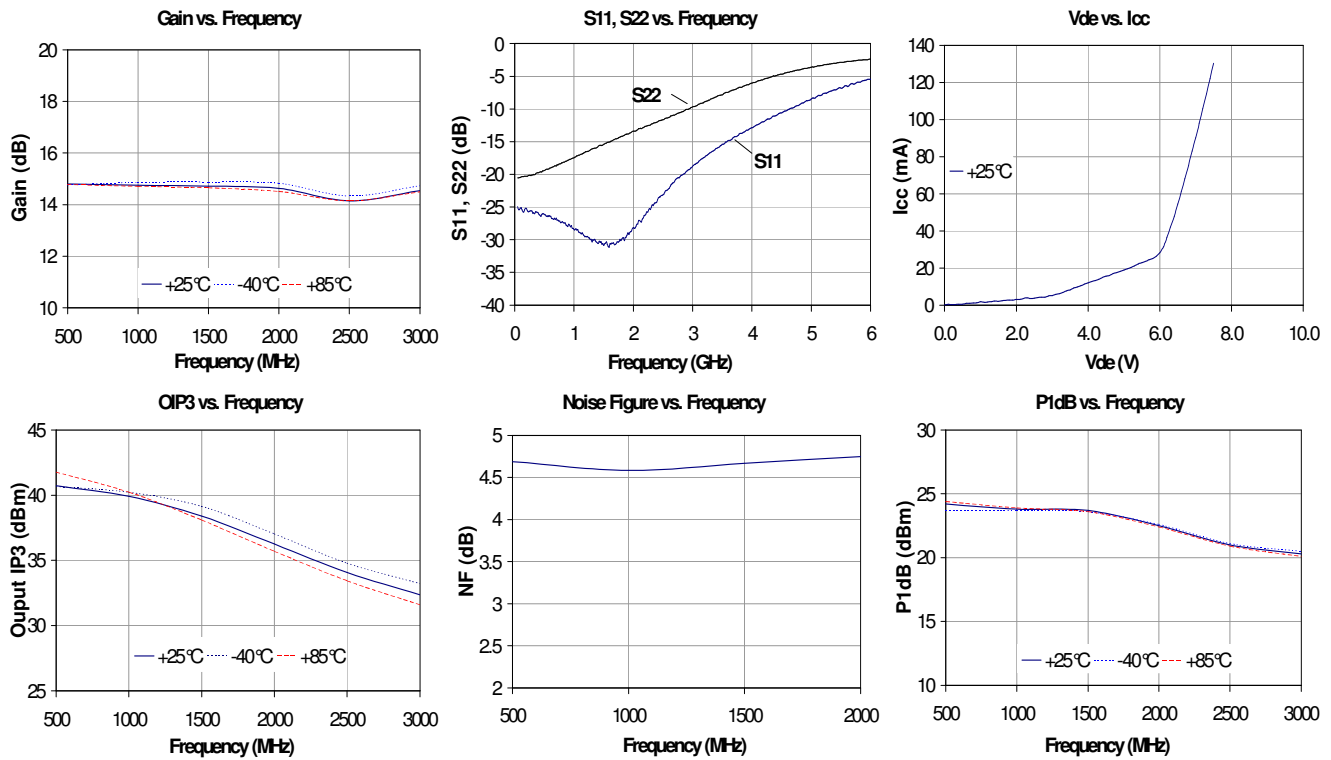 Gain vs. Frequency
20
18
16
14
12
10
Gain (dB)
+25°C
-40°C
+85°C
500 1000 1500 2000 2500 3000
Frequency (MHz)
S11, S22 vs. Frequency
0
-5
-10
-15
-20
-25
-30
-35
-40
S11, S22 (dB)
S22
S11
0 1 2 3 4 5 6
Frequency (GHz)
Vde vs. Icc
140
120
100
80
60
40
20
0
Icc (mA)
+25°C
0.0 2.0 4.0 6.0 8.0 10.0
Vde (V)
OIP3 vs. Frequency
45
40
35
30
25
Ouput IP3 (dBm)
+25°C
-40°C
+85°C
500 1000 1500 2000 2500 3000
Frequency (MHz)
Noise Figure vs. Frequency
5
4.5
4
3.5
3
2.5
2
NF (dB)
500 1000 1500 2000
Frequency (MHz)
P1dB vs. Frequency
30
25
20
15
10
P1dB (dBm)
+25°C
-40°C
+85°C
500 1000 1500 2000 2500 3000
Frequency (MHz)